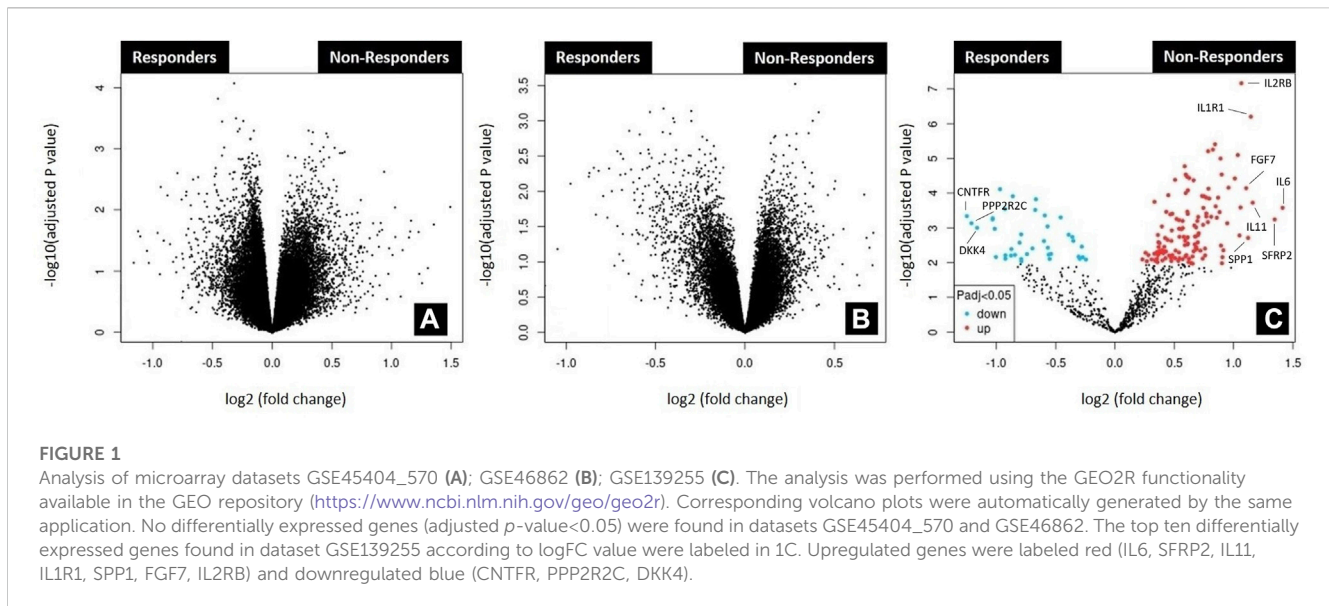 Responders
Non-Responders
-log10(adjusted P value)
4
3
2
1
0
-1.0
-0.5
0.0
0.5
1.0
1.5
log2 (fold change)
A
Responders
Non-Responders
-log10(adjusted P value)
3.5
3.0
2.5
2.0
1.5
1.0
0.5
0.0
-1.0
-0.5
0.0
0.5
log2 (fold change)
B
Responders
Non-Responders
-log10(adjusted P value)
7
6
5
4
3
2
1
0
IL2RB
IL1R1
FGF7
IL6
CNTFR
PPP2R2C
DKK4
IL11
SPP1
SFRP2
Padj<0.05
down
up
C
-1.0
-0.5
0.0
0.5
1.0
1.5
log2 (fold change)
FIGURE 1
Analysis of microarray datasets GSE45404_570 (A); GSE46862 (B); GSE139255 (C). The analysis was performed using the GEO2R functionality
available in the GEO repository (https://www.ncbi.nlm.nih.gov/geo/geo2r). Corresponding volcano plots were automatically generated by the same
application. No differentially expressed genes (adjusted p-value<0.05) were found in datasets GSE45404_570 and GSE46862. The top ten differentially
expressed genes found in dataset GSE139255 according to logFC value were labeled in 1C. Upregulated genes were labeled red (IL6, SFRP2, IL11,
IL1R1, SPP1, FGF7, IL2RB) and downregulated blue (CNTFR, PPP2R2C, DKK4).